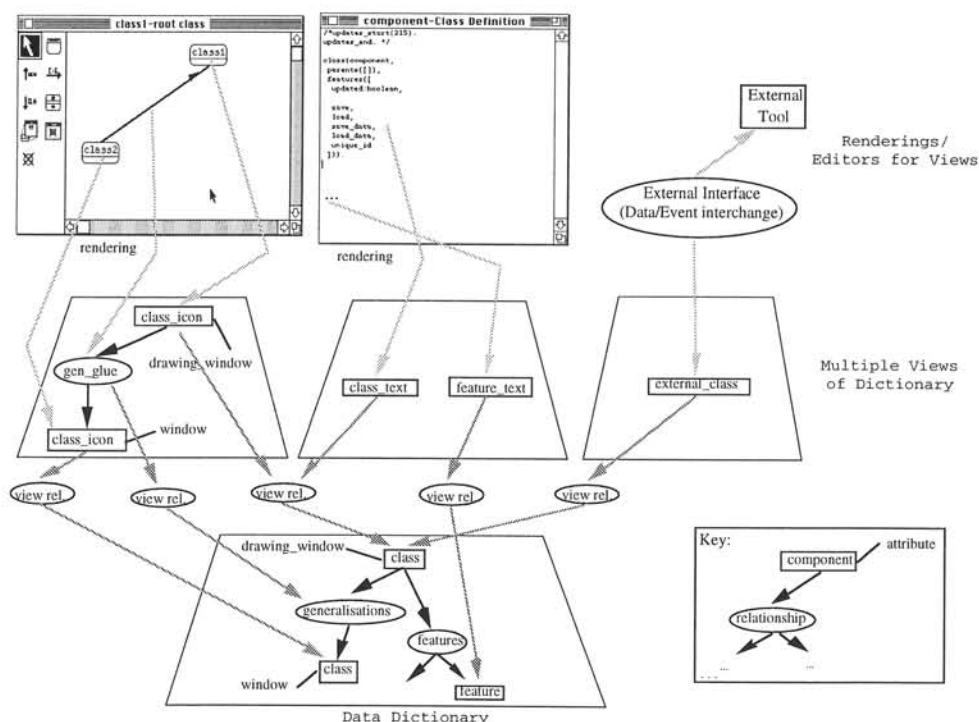 class1-root class
component-Class Definition
class1
class2
/*updates_start(215).
updates_end. */
class(component,
parents([]),
features([
updated:boolean,
save,
load,
save_data,
load_data,
unique_id
])).
...
External
Tool
Renderings/
Editors for Views
External Interface
(Data/Event interchange)
rendering
rendering
class_icon
drawing_window
gen_glue
class_icon
window
class_text
feature_text
external_class
Multiple Views
of Dictionary
view rel.
view rel.
view rel.
view rel.
view rel.
drawing_window
class
generalisations
features
class
window
feature
Data Dictionary
Key:
attribute
component
relationship
...
...
...